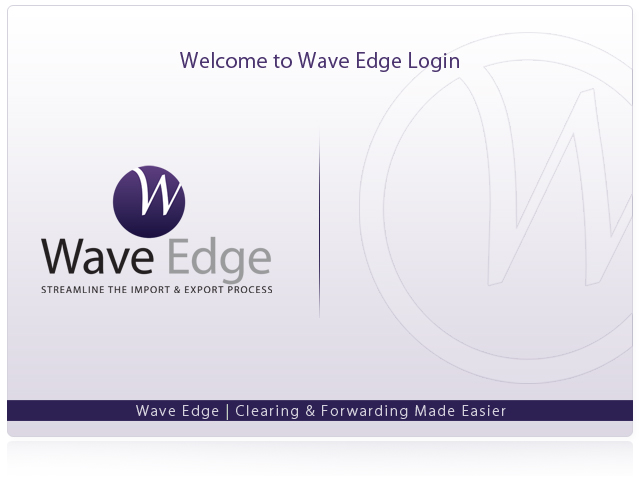 Welcome to Wave Edge Login
W
Wave Edge
STREAMLINE THE IMPORT & EXPORT PROCESS
Wave Edge | Clearing & Forwarding Made Easier